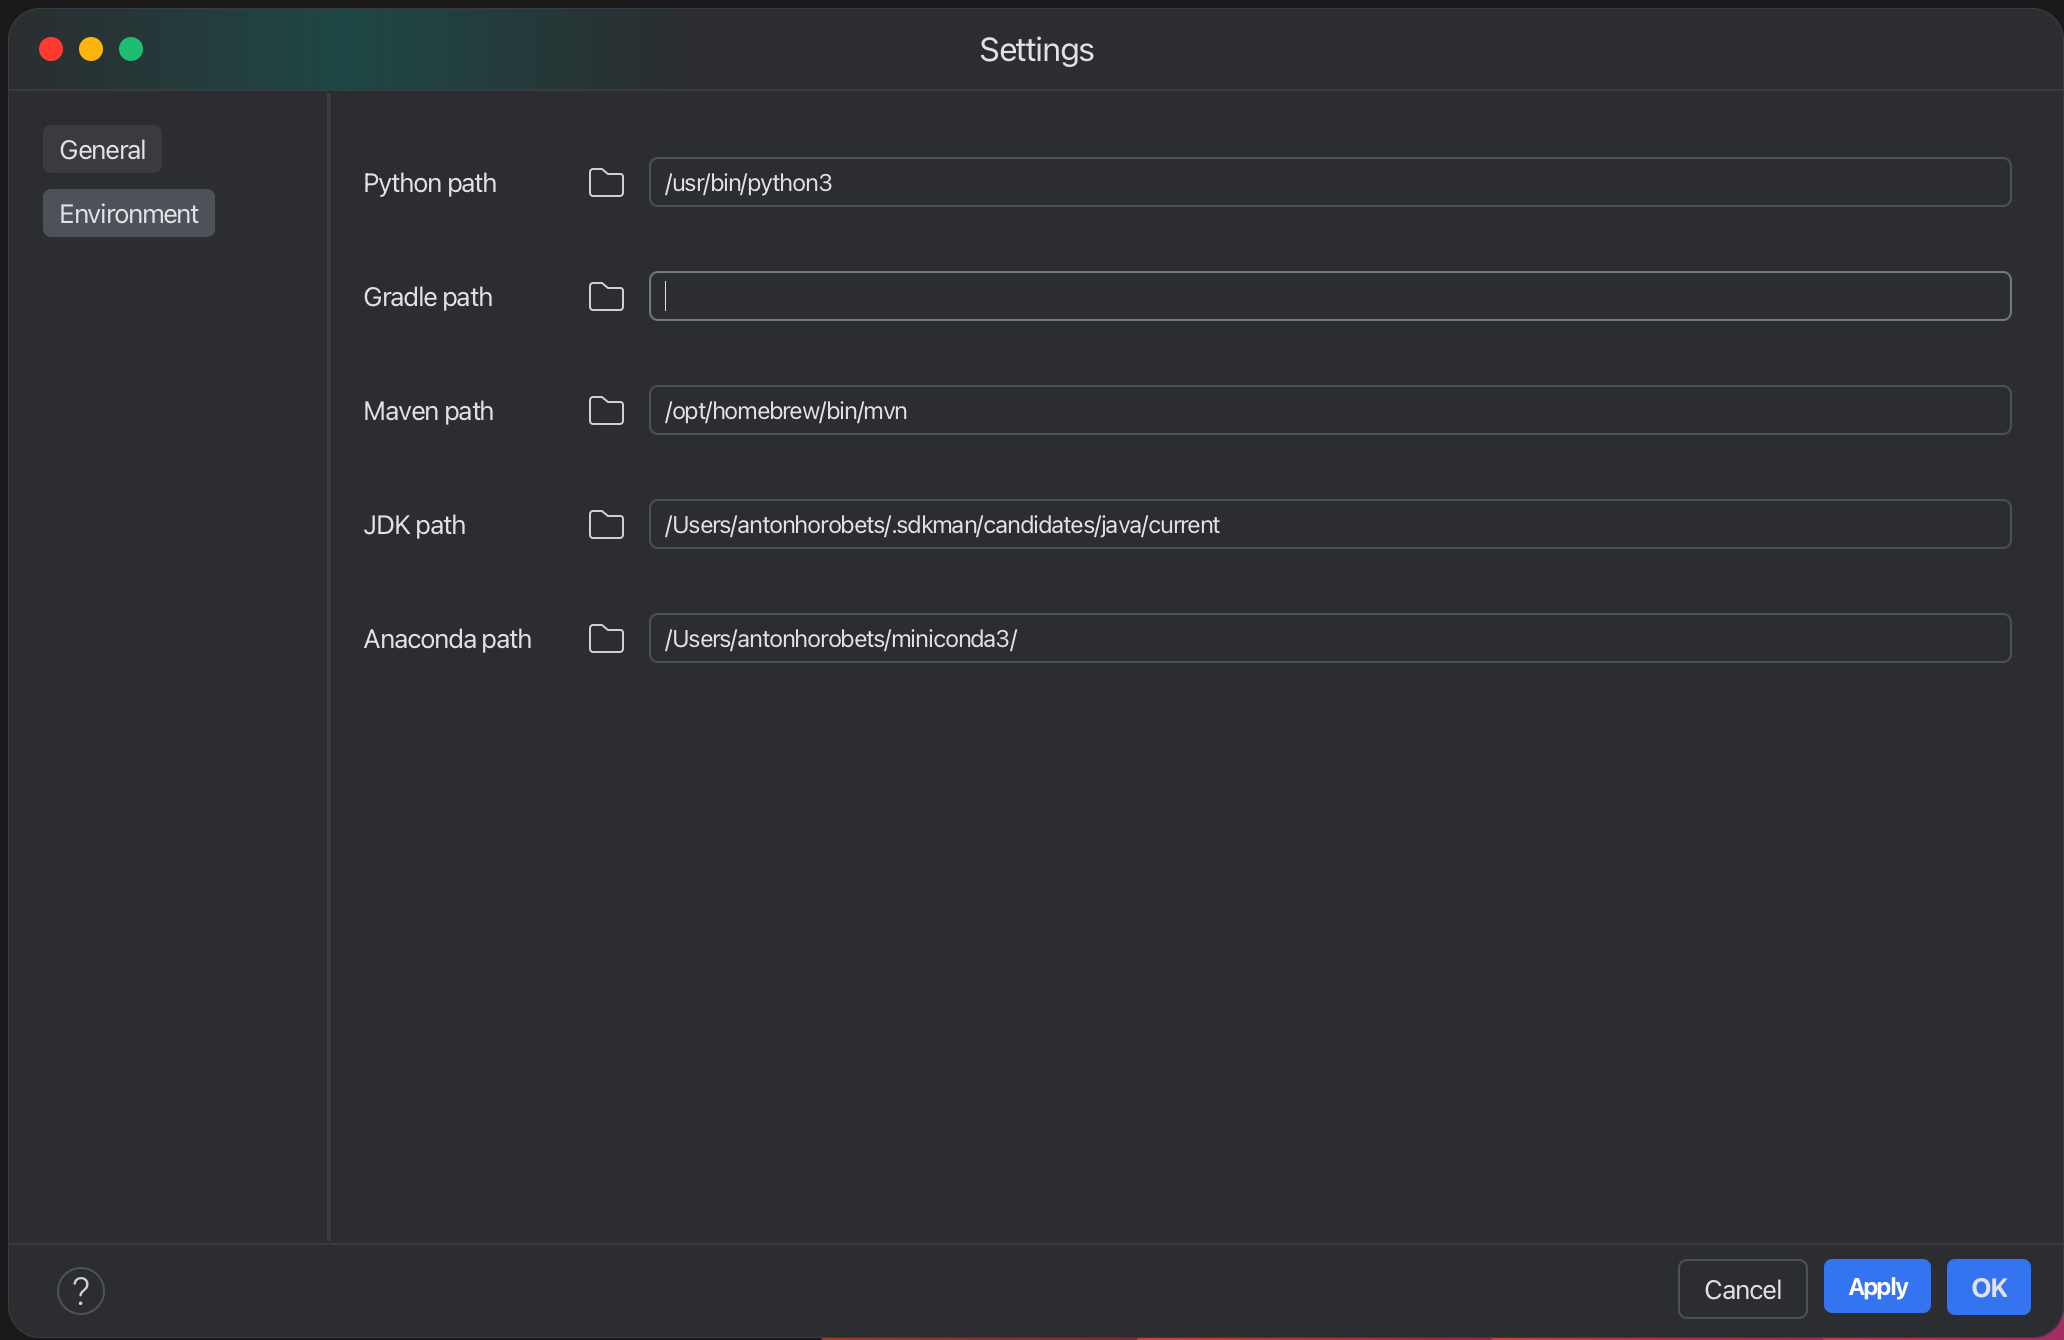 Settings
General
Environment
Python path
/usr/bin/python3
Gradle path
Maven path
/opt/homebrew/bin/mvn
JDK path
/Users/antonhorobets/.sdkman/candidates/java/current
Anaconda path
/Users/antonhorobets/miniconda3/
?
Cancel
Apply
OK